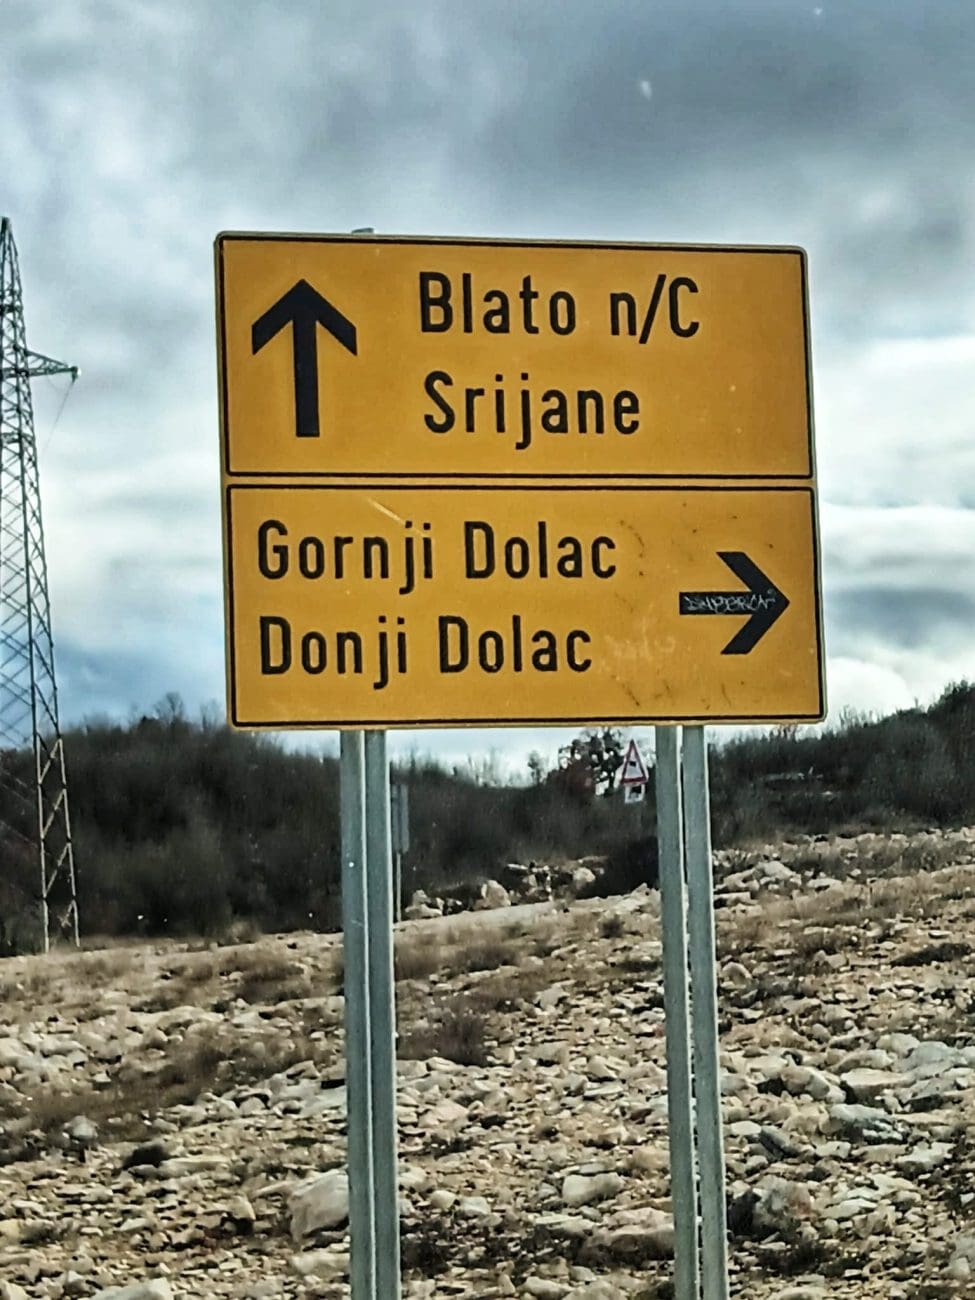 Blato n/C
Srijane
Gornji Dolac
Donji Dolac